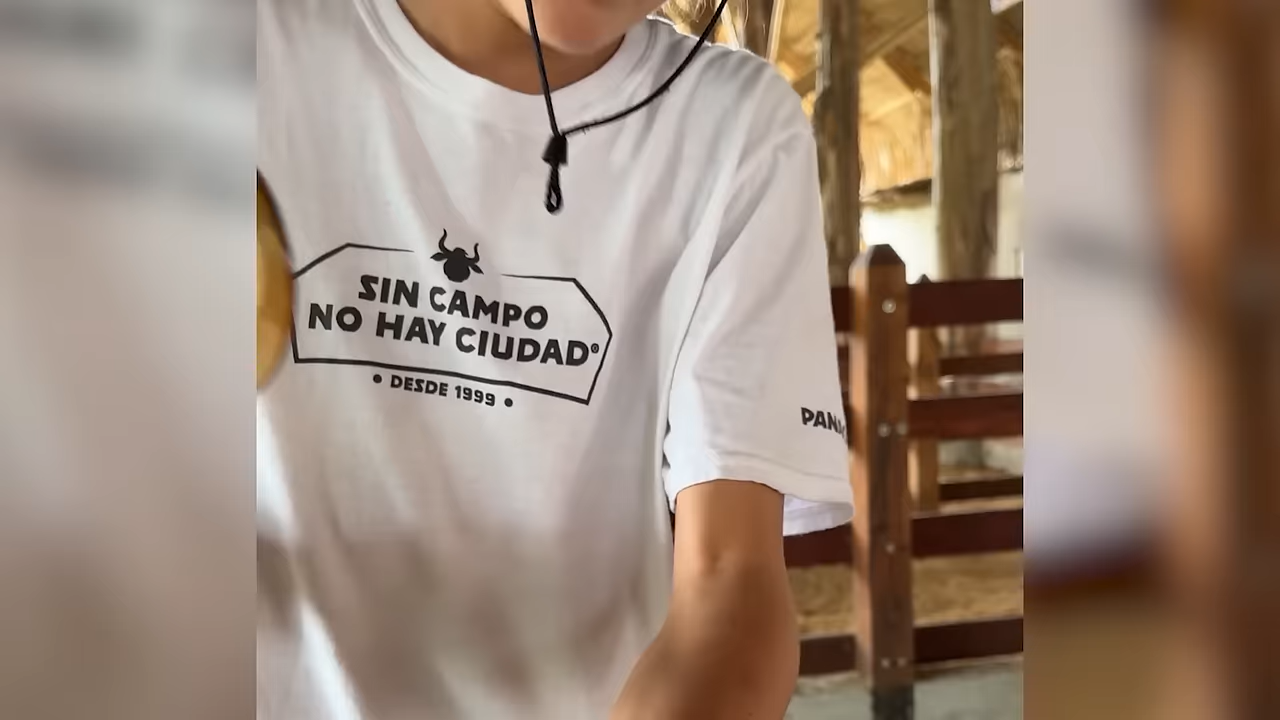 SIN CAMPO
NO HAY CIUDAD®
• DESDE 1999 •